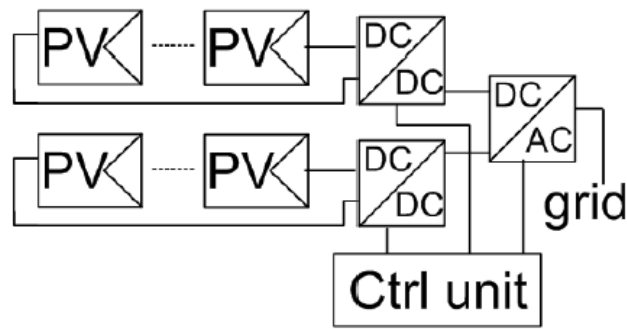 PV PV DC
DC
DC
AC
PV PV DC
DC
grid
Ctrl unit